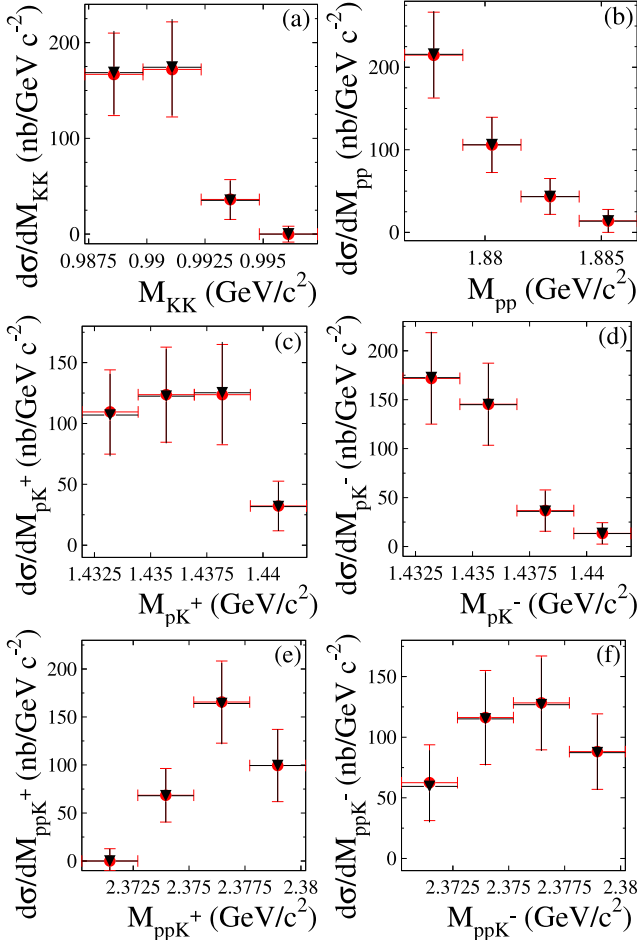 (a)
dσ/dM_KK (nb/GeV c^-2)
150
100
50
0
0.9875 0.99 0.9925 0.995
M_KK (GeV/c^2)
(b)
dσ/dM_pp (nb/GeV c^-2)
200
100
0
1.88 1.885
M_pp (GeV/c^2)
(c)
dσ/dM_pK^+ (nb/GeV c^-2)
150
125
100
75
50
25
0
1.4325 1.435 1.4375 1.44
M_pK^+ (GeV/c^2)
(d)
dσ/dM_pK^- (nb/GeV c^-2)
200
150
100
50
0
1.4325 1.435 1.4375 1.44
M_pK^- (GeV/c^2)
(e)
dσ/dM_ppK^+ (nb/GeV c^-2)
200
150
100
50
0
2.3725 2.375 2.3775 2.38
M_ppK^+ (GeV/c^2)
(f)
dσ/dM_ppK^- (nb/GeV c^-2)
150
100
50
0
2.3725 2.375 2.3775 2.38
M_ppK^- (GeV/c^2)